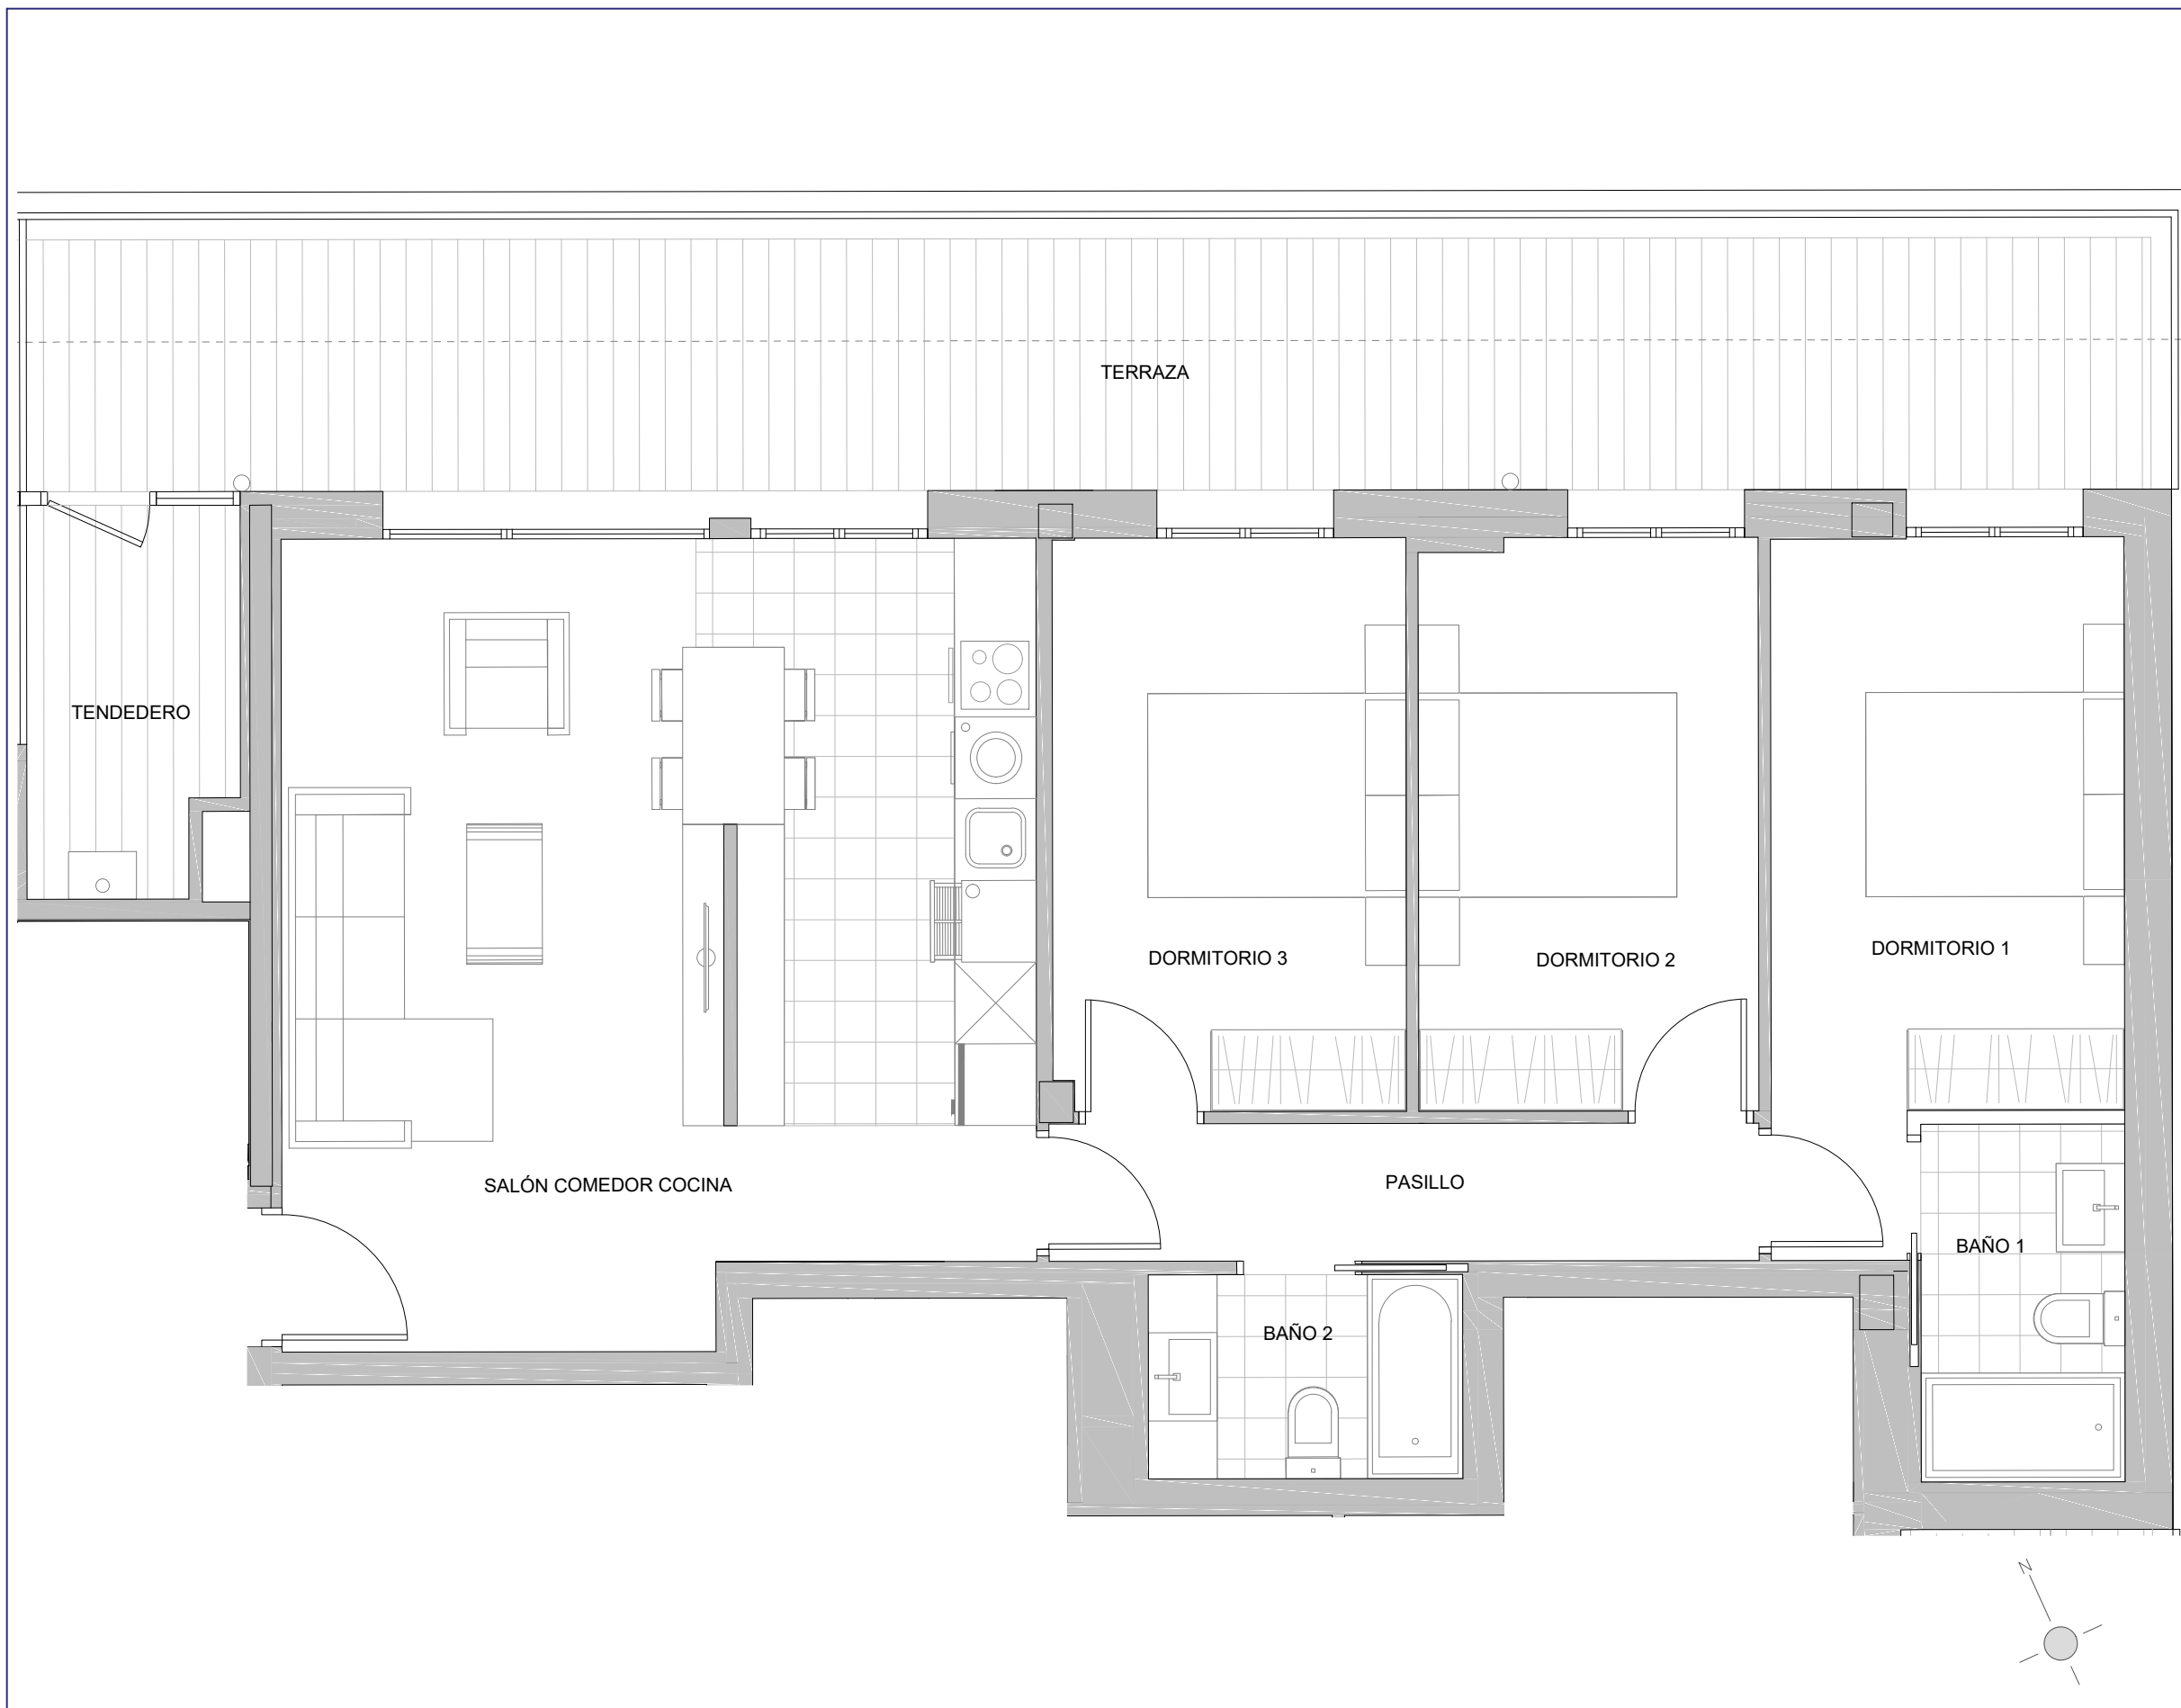 TERRAZA
TENDEDERO
DORMITORIO 3
DORMITORIO 2
DORMITORIO 1
SALÓN COMEDOR COCINA
PASILLO
BAÑO 1
BAÑO 2
N